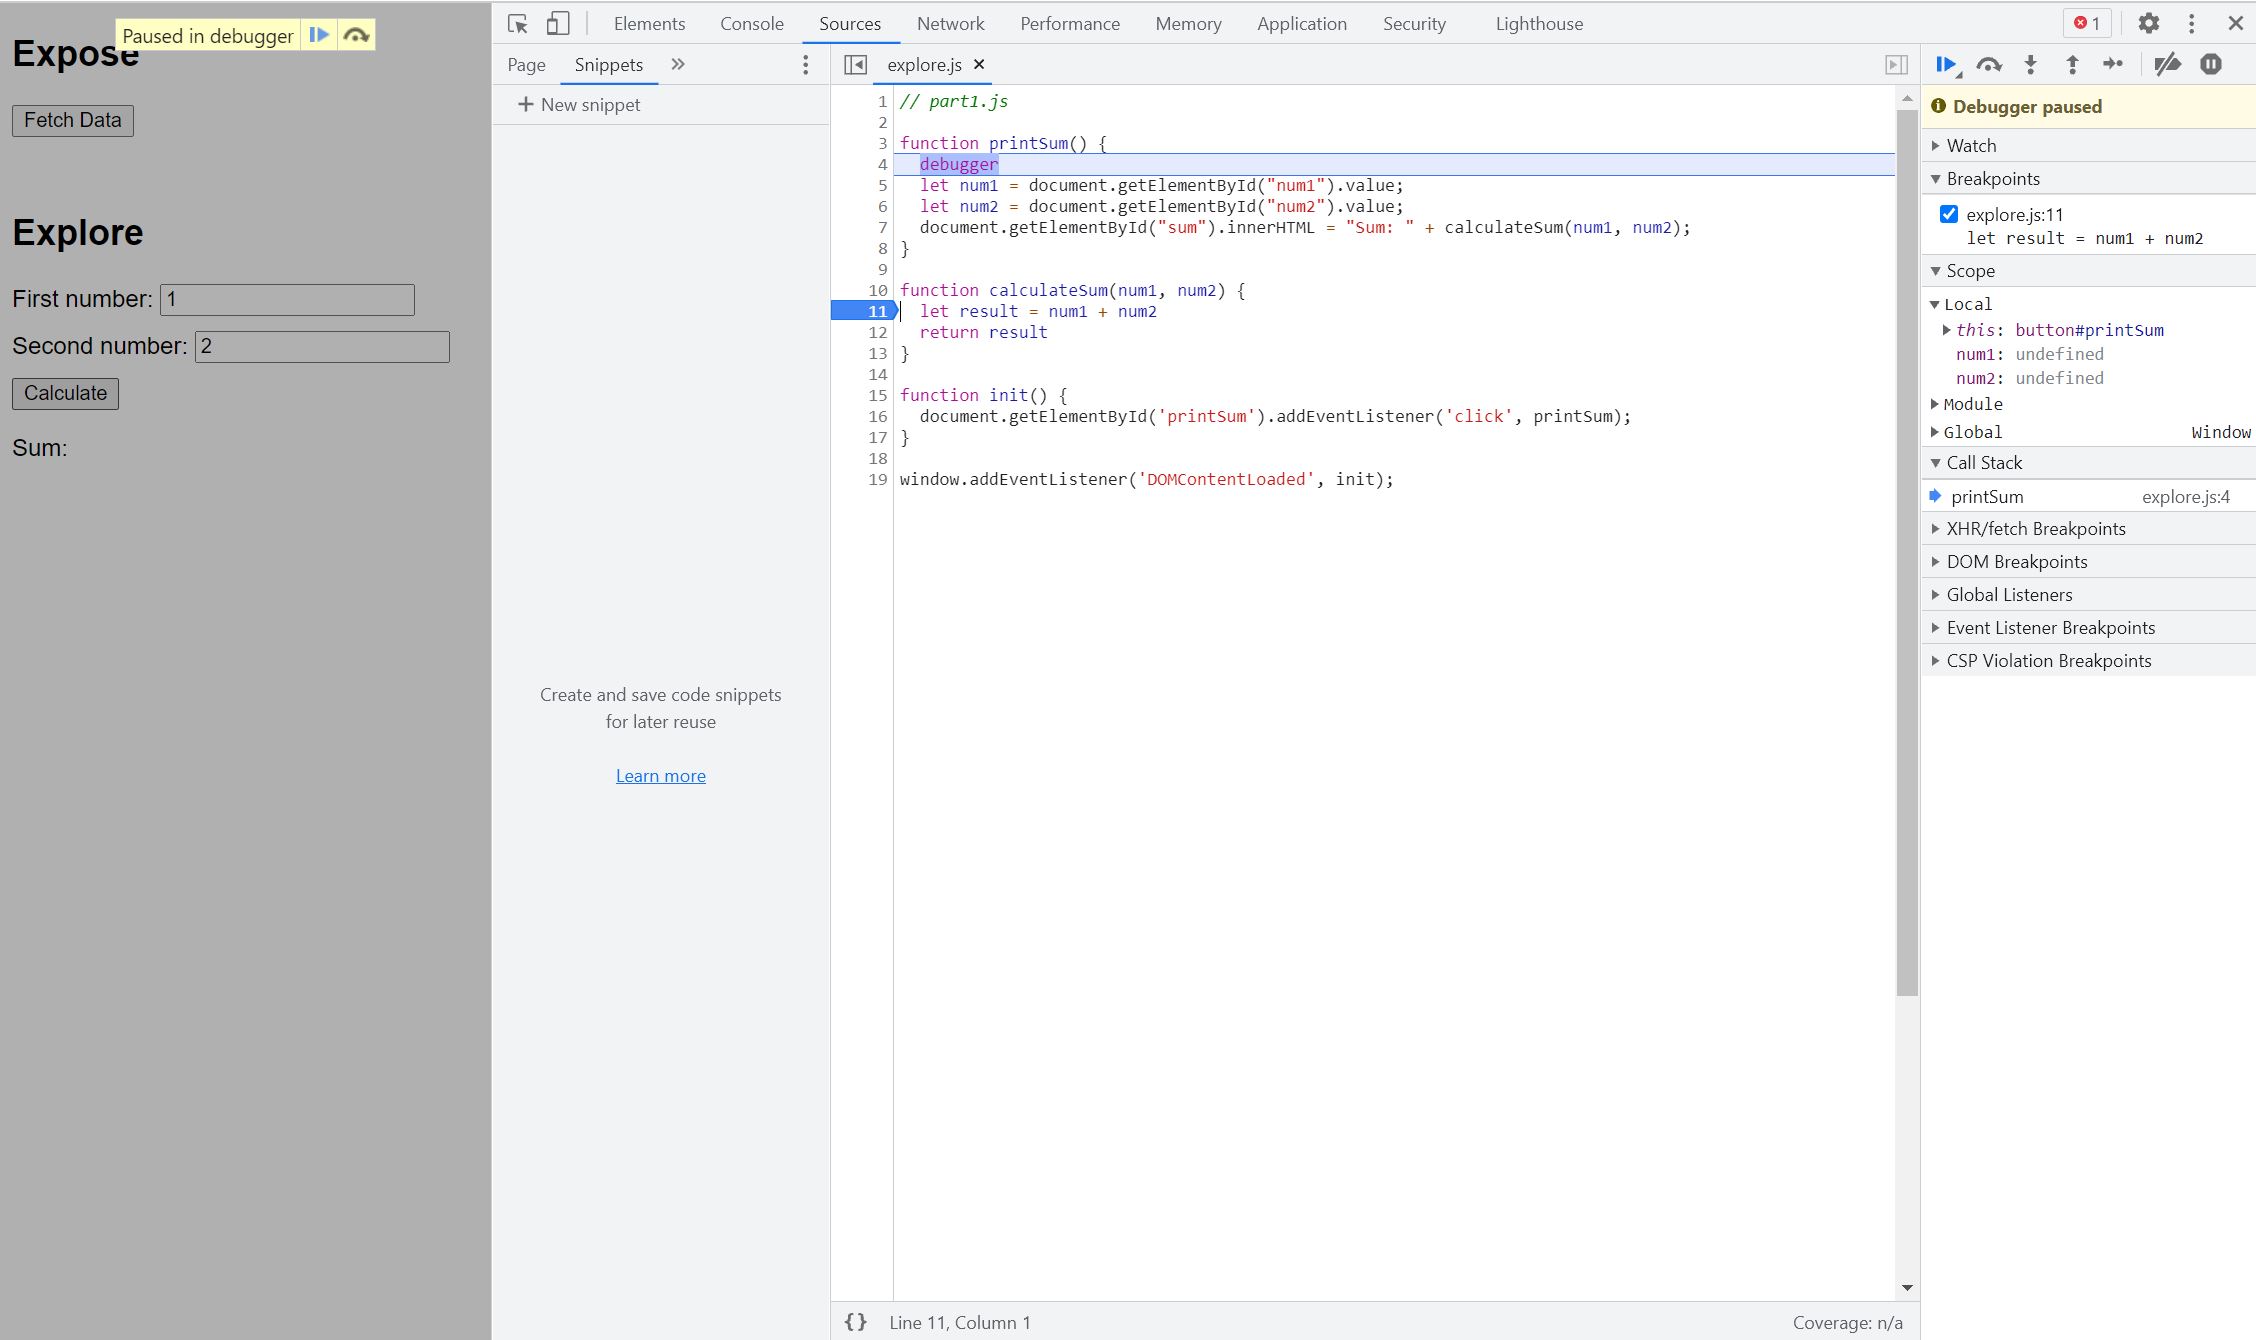 Paused in debugger
Expose
Fetch Data
Explore
First number: 1
Second number: 2
Calculate
Sum:
Elements Console Sources Network Performance Memory Application Security Lighthouse 1
Page Snippets
New snippet
Create and save code snippets
for later reuse
Learn more
explore.js
1 // part1.js
2
3 function printSum() {
4 debugger
5 let num1 = document.getElementById("num1").value;
6 let num2 = document.getElementById("num2").value;
7 document.getElementById("sum").innerHTML = "Sum: " + calculateSum(num1, num2);
8 }
9
10 function calculateSum(num1, num2) {
11 let result = num1 + num2
12 return result
13 }
14
15 function init() {
16 document.getElementById('printSum').addEventListener('click', printSum);
17 }
18
19 window.addEventListener('DOMContentLoaded', init);
{} Line 11, Column 1 Coverage: n/a
Debugger paused
Watch
Breakpoints
explore.js:11
let result = num1 + num2
Scope
Local
this: button#printSum
num1: undefined
num2: undefined
Module
Global Window
Call Stack
printSum explore.js:4
XHR/fetch Breakpoints
DOM Breakpoints
Global Listeners
Event Listener Breakpoints
CSP Violation Breakpoints